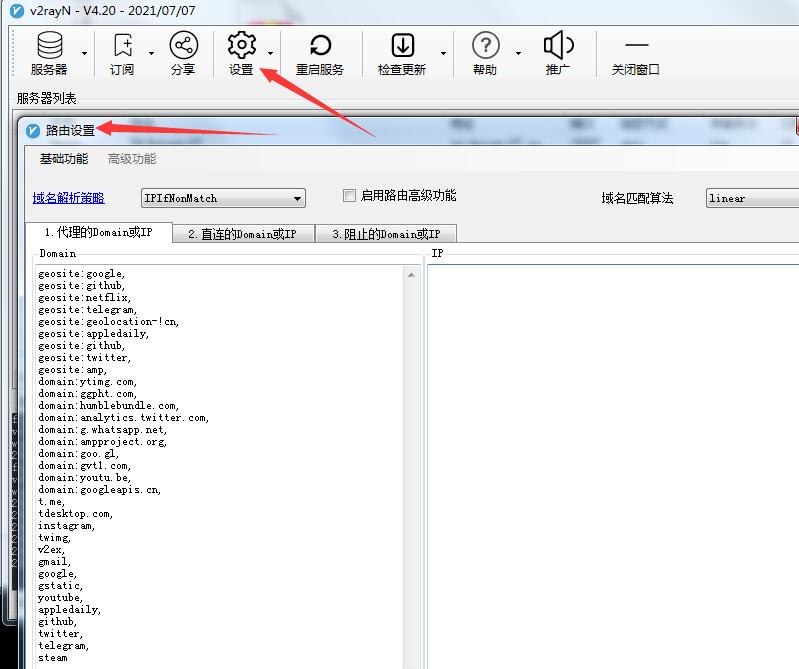 v2rayN - V4.20 - 2021/07/07
服务器 订阅 分享 设置 重启服务 检查更新 帮助 推广 关闭窗口
服务器列表
路由设置
基础功能 高级功能
域名解析策略 IPIfNonMatch 启用路由高级功能 域名匹配算法 linear
1.代理的Domain或IP 2.直连的Domain或IP 3.阻止的Domain或IP
Domain IP
geosite:google,
geosite:github,
geosite:netflix,
geosite:telegram,
geosite:geolocation-!cn,
geosite:appledaily,
geosite:github,
geosite:twitter,
geosite:amp,
domain:ytimg.com,
domain:ggpht.com,
domain:humblebundle.com,
domain:analytics.twitter.com,
domain:g.whatsapp.net,
domain:ampproject.org,
domain:goo.gl,
domain:gvt1.com,
domain:youtu.be,
domain:googleapis.cn,
t.me,
tdesktop.com,
instagram,
twimg,
v2ex,
gmail,
google,
gstatic,
youtube,
appledaily,
github,
twitter,
telegram,
steam